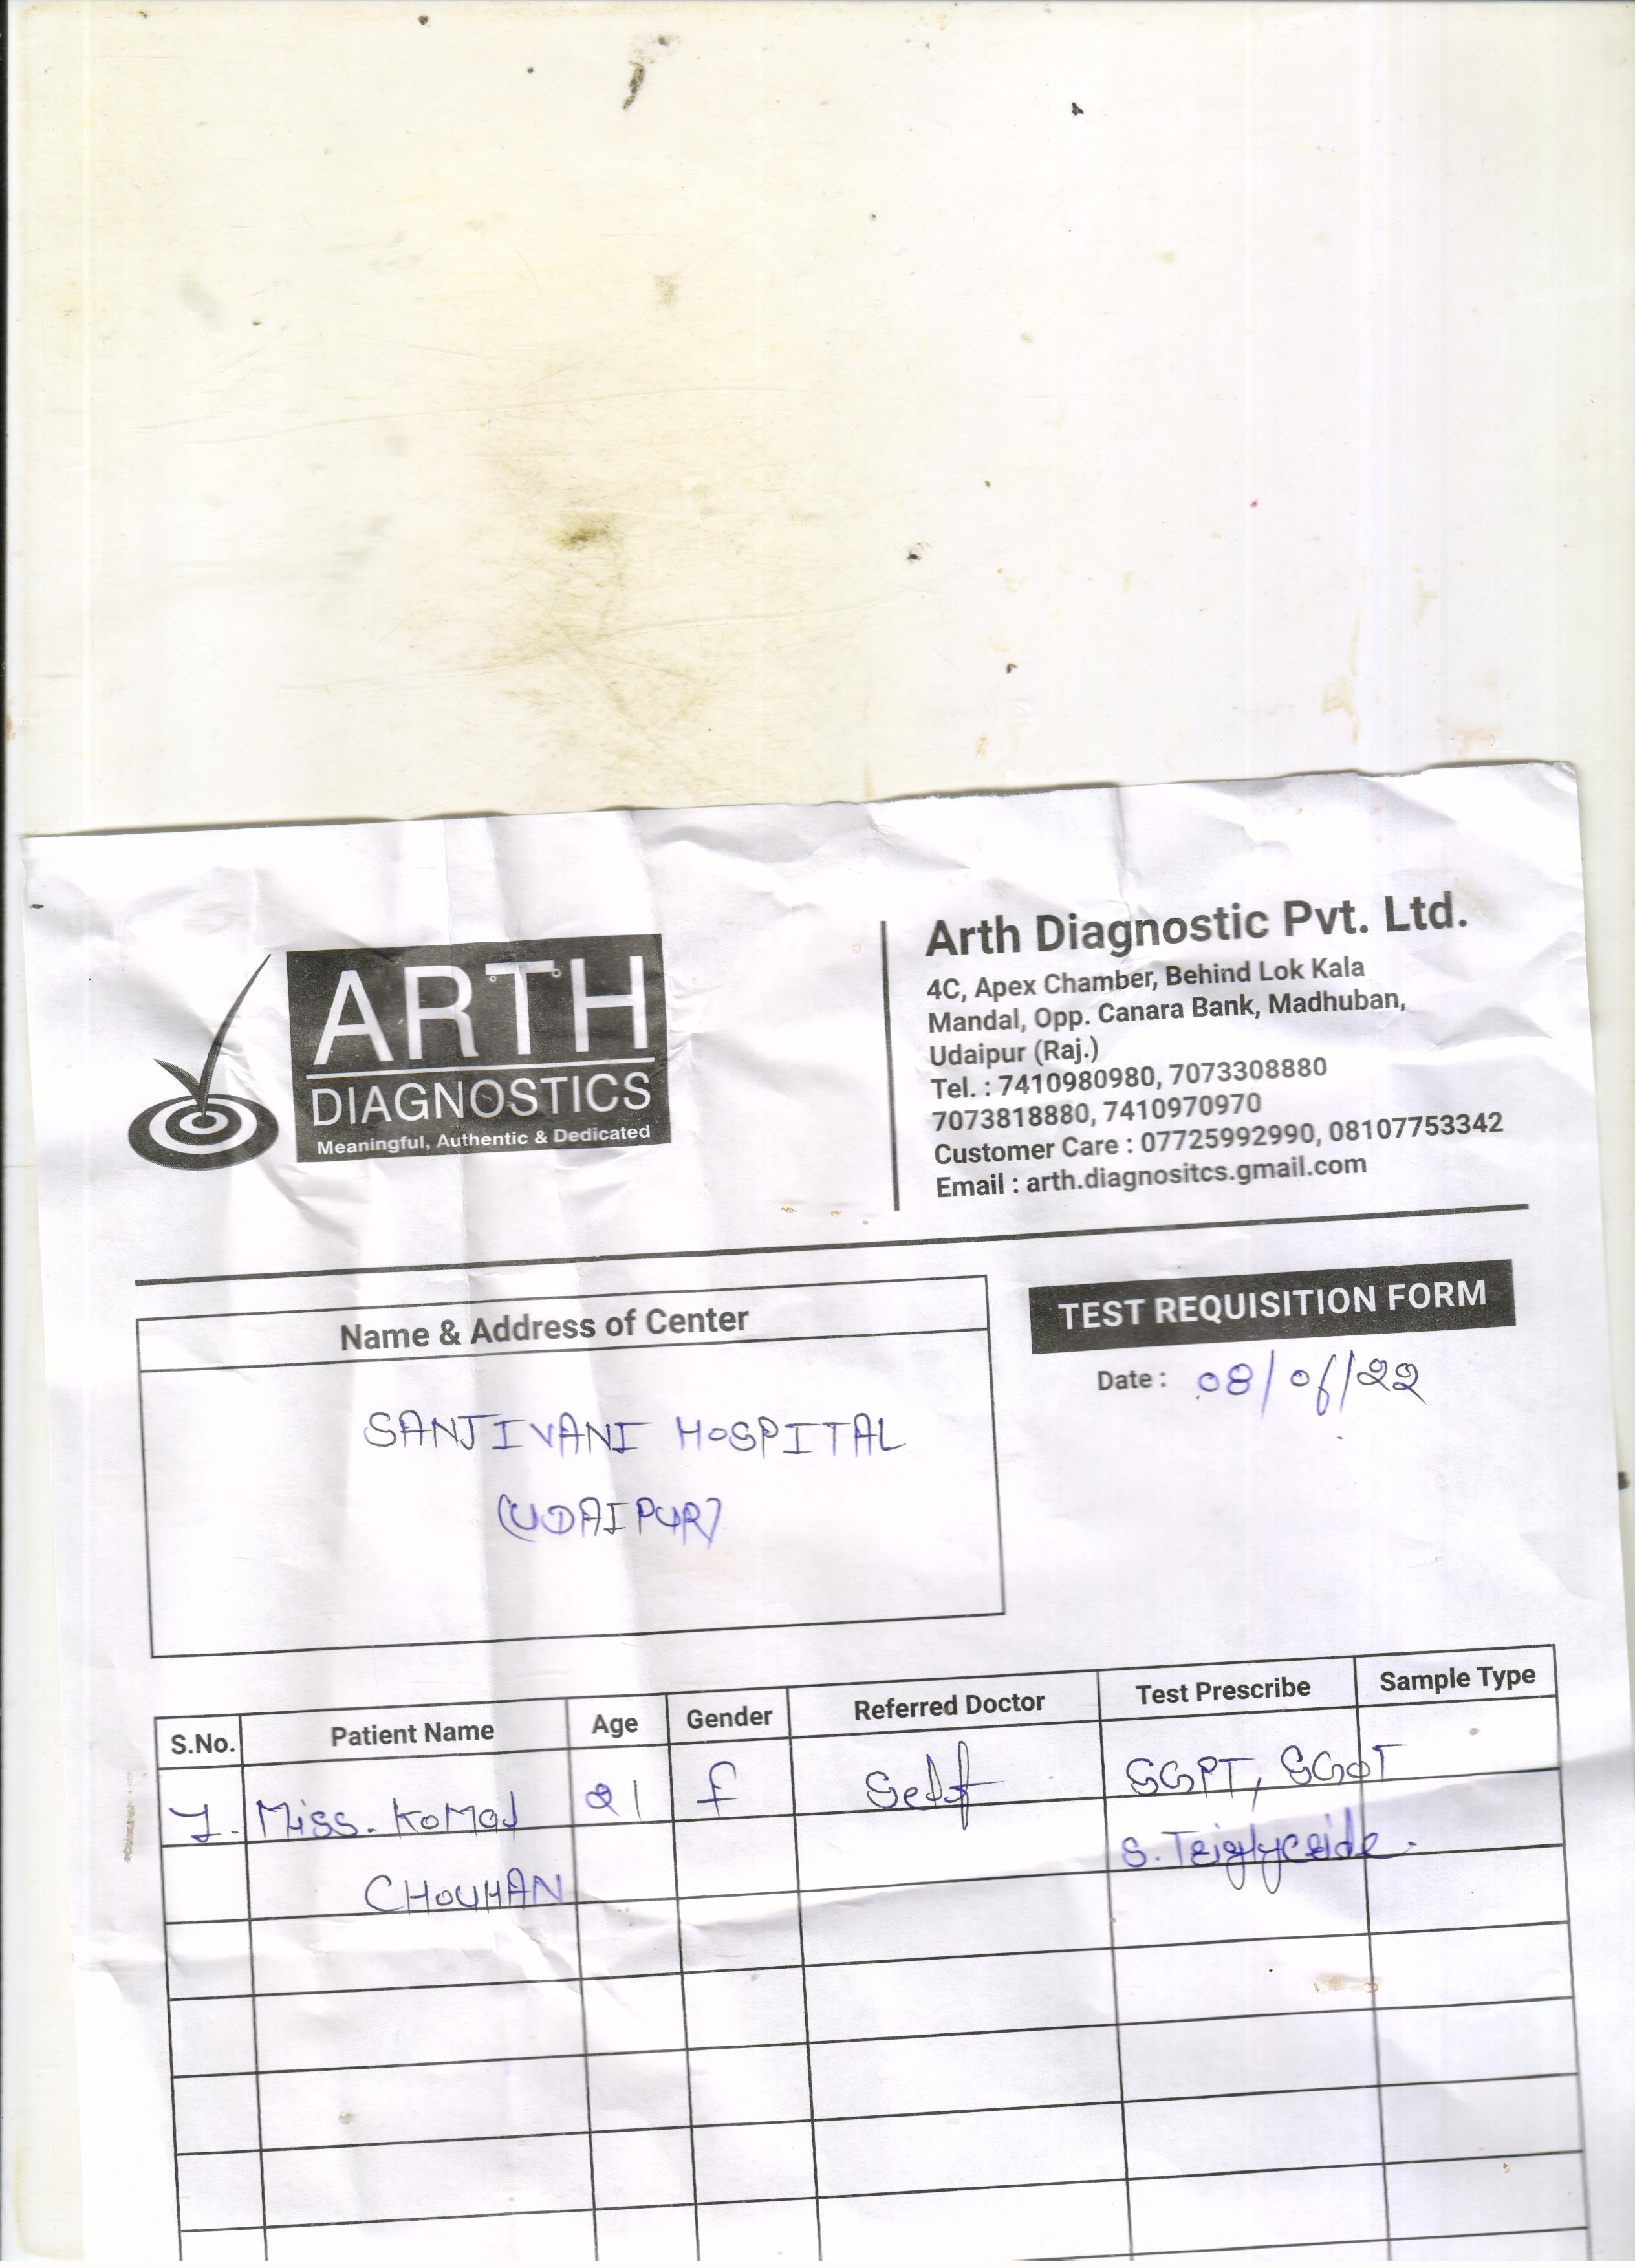 ARTH
DIAGNOSTICS
Meaningful, Authentic & Dedicated
Arth Diagnostic Pvt. Ltd.
4C, Apex Chamber, Behind Lok Kala
Mandal, Opp. Canara Bank, Madhuban,
Udaipur (Raj.)
Tel. : 7410980980, 7073308880
7073818880, 7410970970
Customer Care : 07725992990, 08107753342
Email : arth.diagnositcs.gmail.com
Name & Address of Center
SANJIVANI HOSPITAL
(UDAIPUR)
TEST REQUISITION FORM
Date : 08/06/22
S.No. Patient Name Age Gender Referred Doctor Test Prescribe Sample Type
1. Miss. KOMAL 21 F Self SGPT, SGOT
CHOUHAN S. Triglyceride.